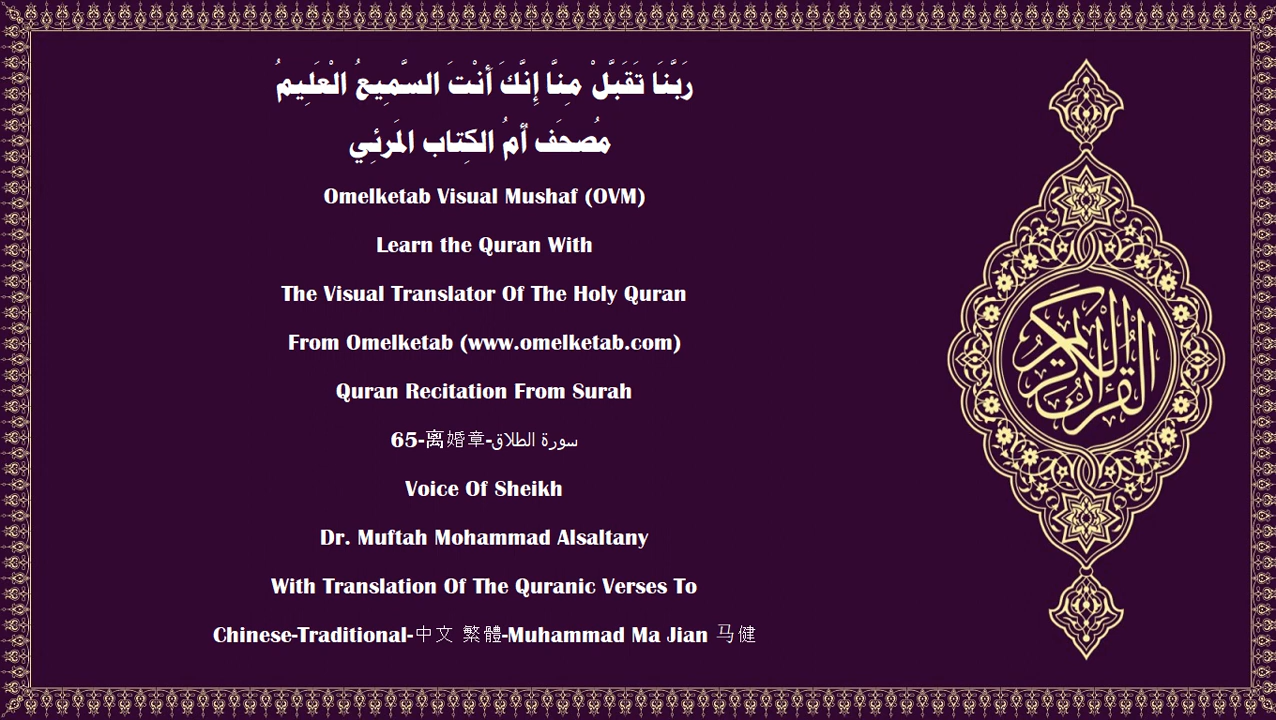 رَبَّنَا تَقَبَّلْ مِنَّا إِنَّكَ أَنْتَ السَّمِيعُ الْعَلِيمُ
مُصحَف أمُ الكِتاب المَرئِي
Omelketab Visual Mushaf (OVM)
Learn the Quran With
The Visual Translator Of The Holy Quran
From Omelketab (www.omelketab.com)
Quran Recitation From Surah
65-离婚章-سورة الطلاق
Voice Of Sheikh
Dr. Muftah Mohammad Alsaltany
With Translation Of The Quranic Verses To
Chinese-Traditional-中文 繁體-Muhammad Ma Jian 马健
القرآن الكريم